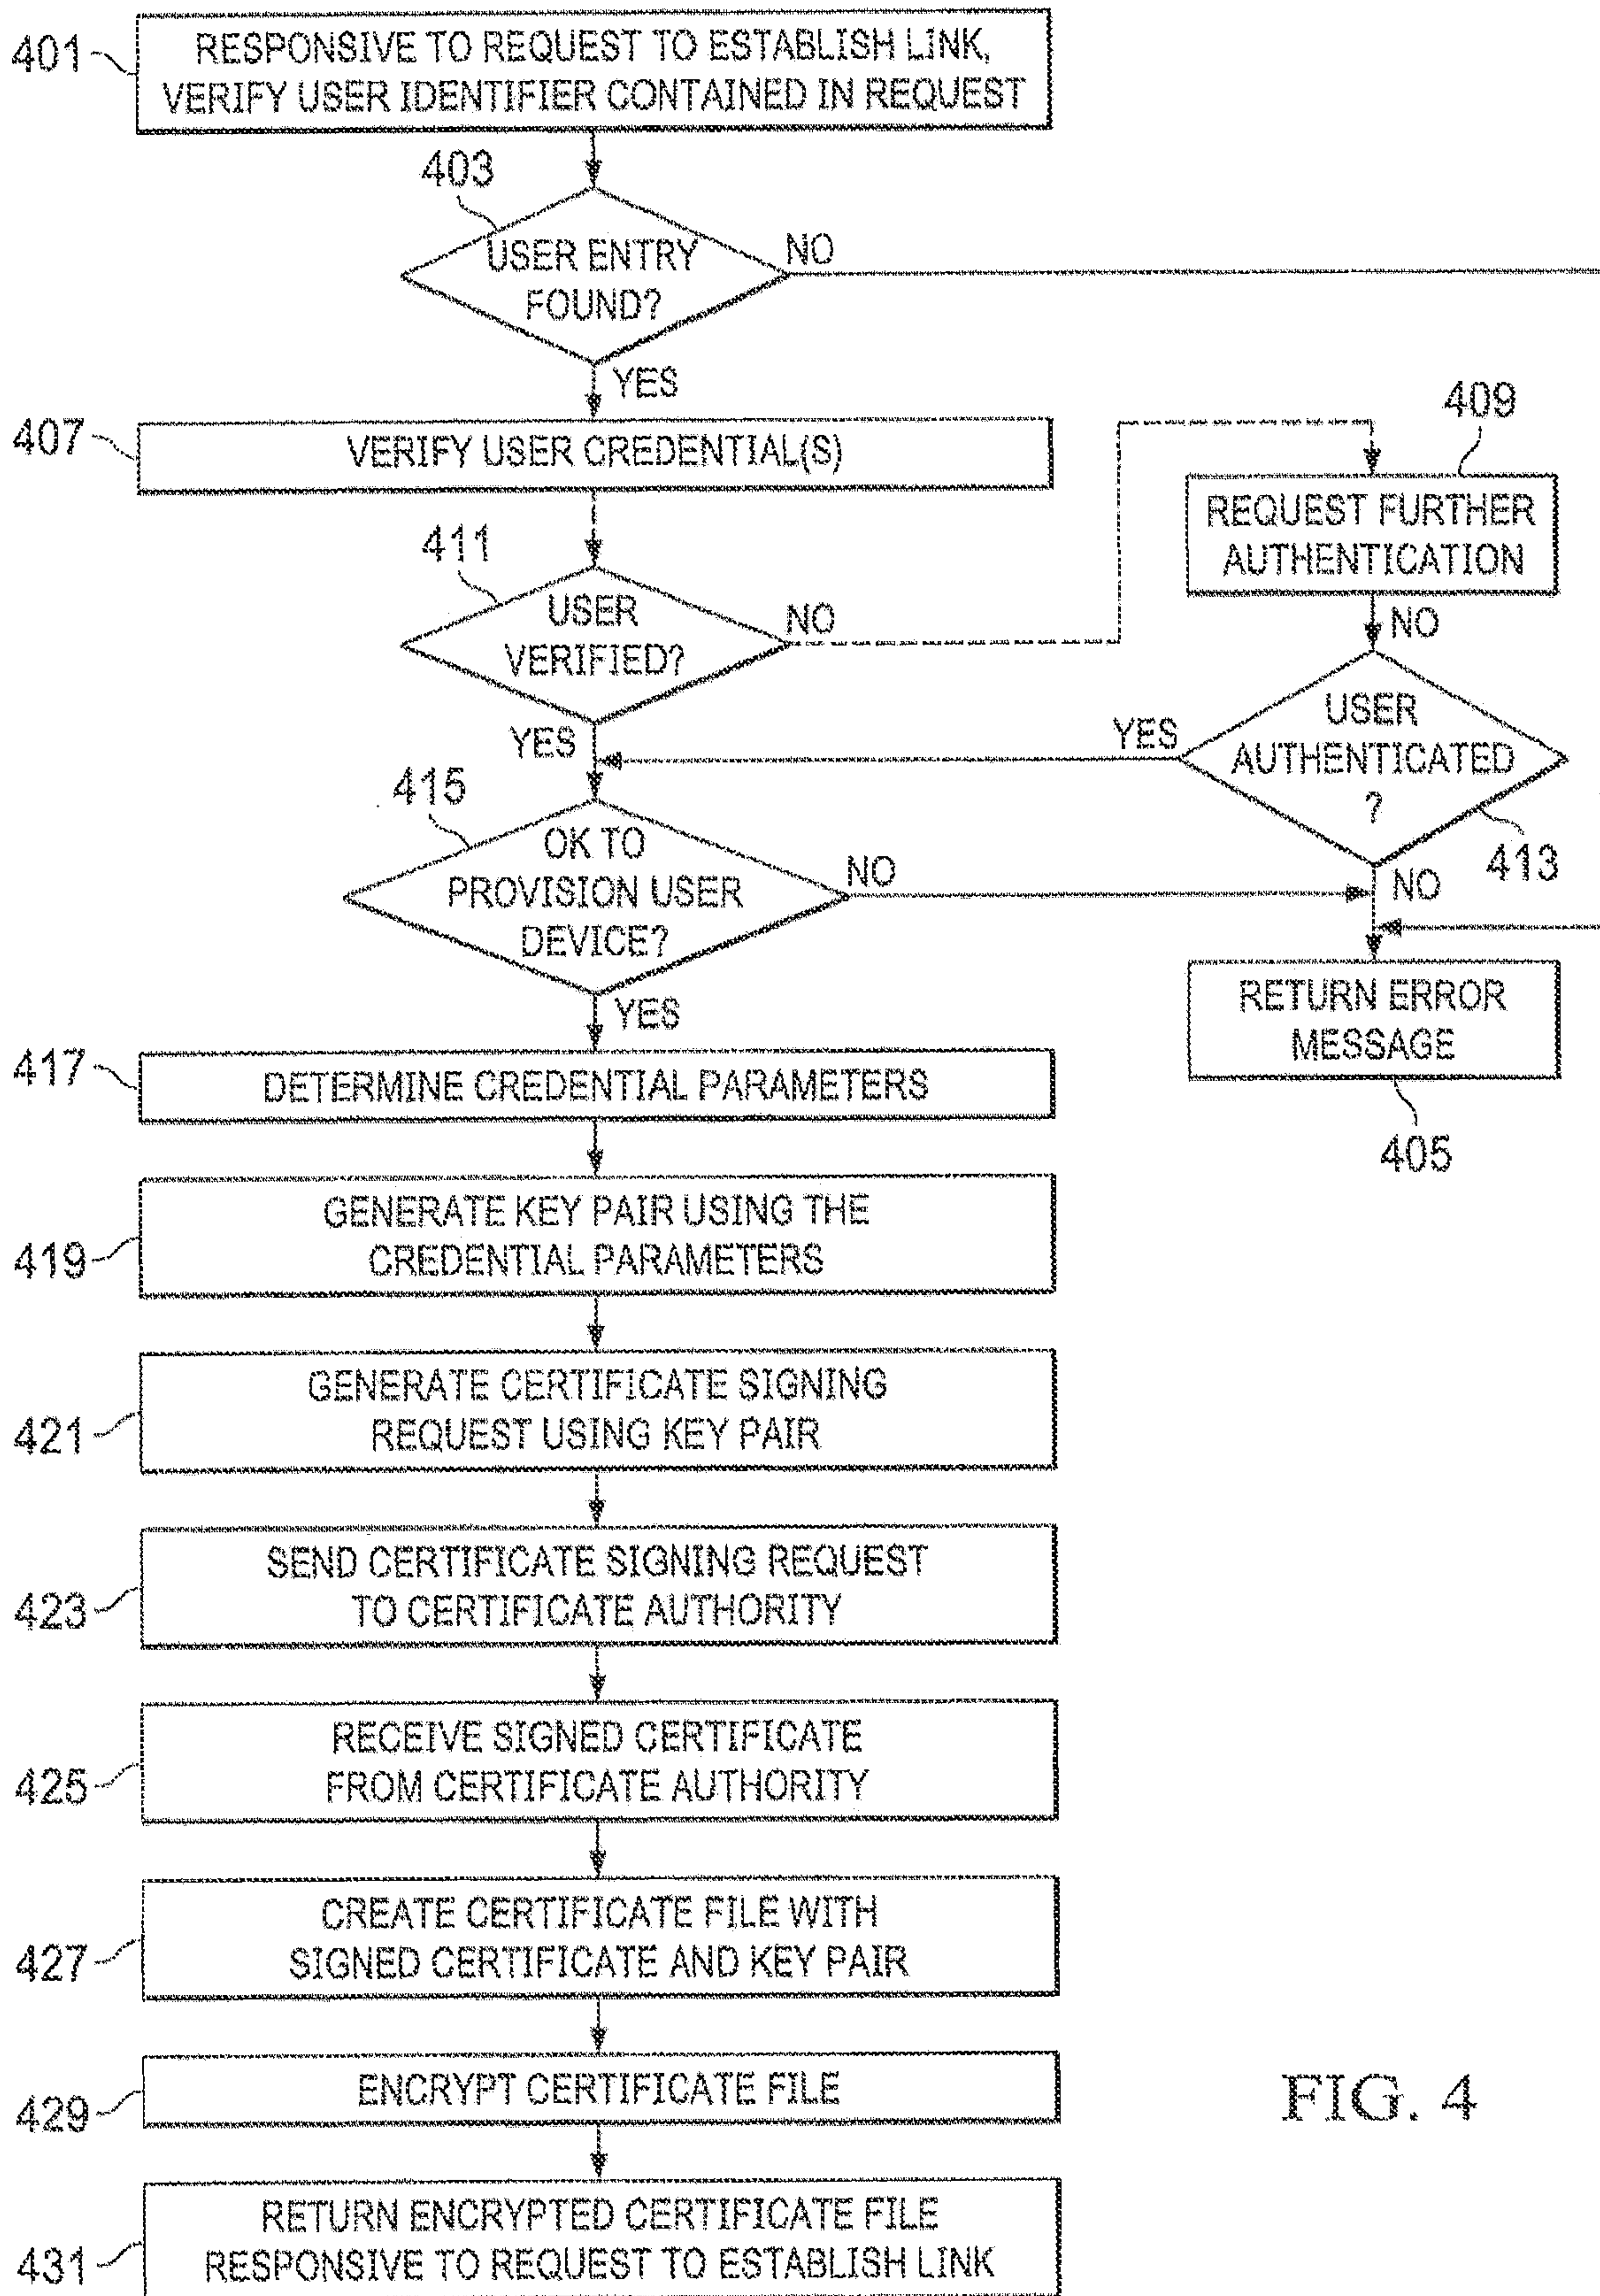 401
RESPONSIVE TO REQUEST TO ESTABLISH LINK,
VERIFY USER IDENTIFIER CONTAINED IN REQUEST
403
USER ENTRY
FOUND?
NO
YES
407
VERIFY USER CREDENTIAL(S)
409
REQUEST FURTHER
AUTHENTICATION
NO
411
USER
VERIFIED?
NO
YES
USER
AUTHENTICATED
?
YES
413
NO
415
OK TO
PROVISION USER
DEVICE?
NO
YES
RETURN ERROR
MESSAGE
405
417
DETERMINE CREDENTIAL PARAMETERS
419
GENERATE KEY PAIR USING THE
CREDENTIAL PARAMETERS
421
GENERATE CERTIFICATE SIGNING
REQUEST USING KEY PAIR
423
SEND CERTIFICATE SIGNING REQUEST
TO CERTIFICATE AUTHORITY
425
RECEIVE SIGNED CERTIFICATE
FROM CERTIFICATE AUTHORITY
427
CREATE CERTIFICATE FILE WITH
SIGNED CERTIFICATE AND KEY PAIR
429
ENCRYPT CERTIFICATE FILE
431
RETURN ENCRYPTED CERTIFICATE FILE
RESPONSIVE TO REQUEST TO ESTABLISH LINK
FIG. 4